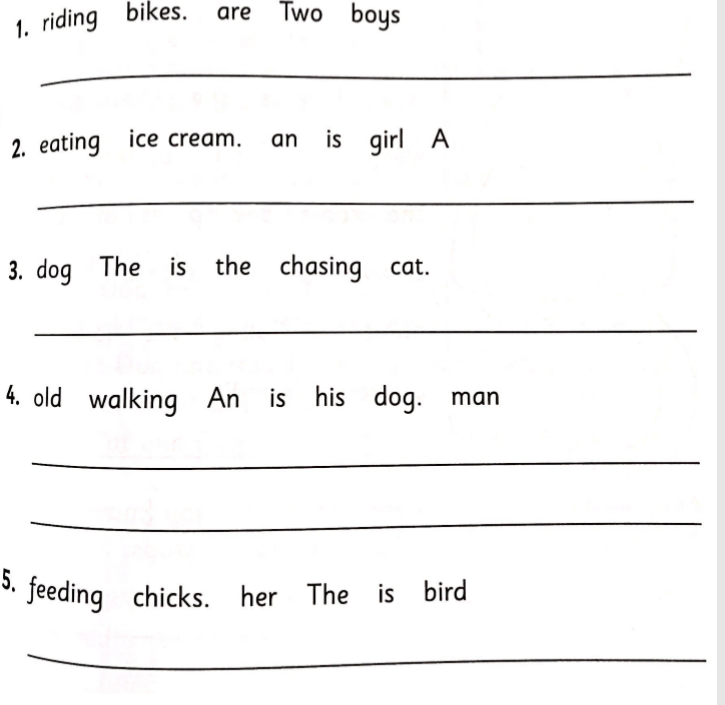 1. riding bikes. are Two boys
2. eating ice cream. an is girl A
3. dog The is the chasing cat.
4. old walking An is his dog. man
5. feeding chicks. her The is bird